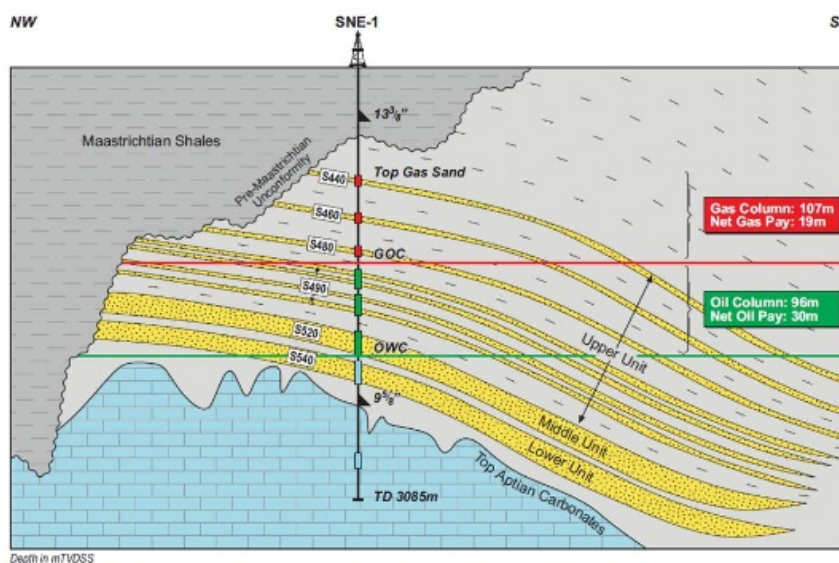 NW
SNE-1
S
13 3/8"
Maastrichtian Shales
Pre-Maastrichtian
Unconformity
Top Gas Sand
S440
S460
S480
GOC
S490
S520
OWC
S540
9 5/8"
Gas Column: 107m
Net Gas Pay: 19m
Oil Column: 96m
Net Oil Pay: 30m
Upper Unit
Middle Unit
Lower Unit
Top Aptian Carbonates
TD 3085m
Depth in mTVDSS